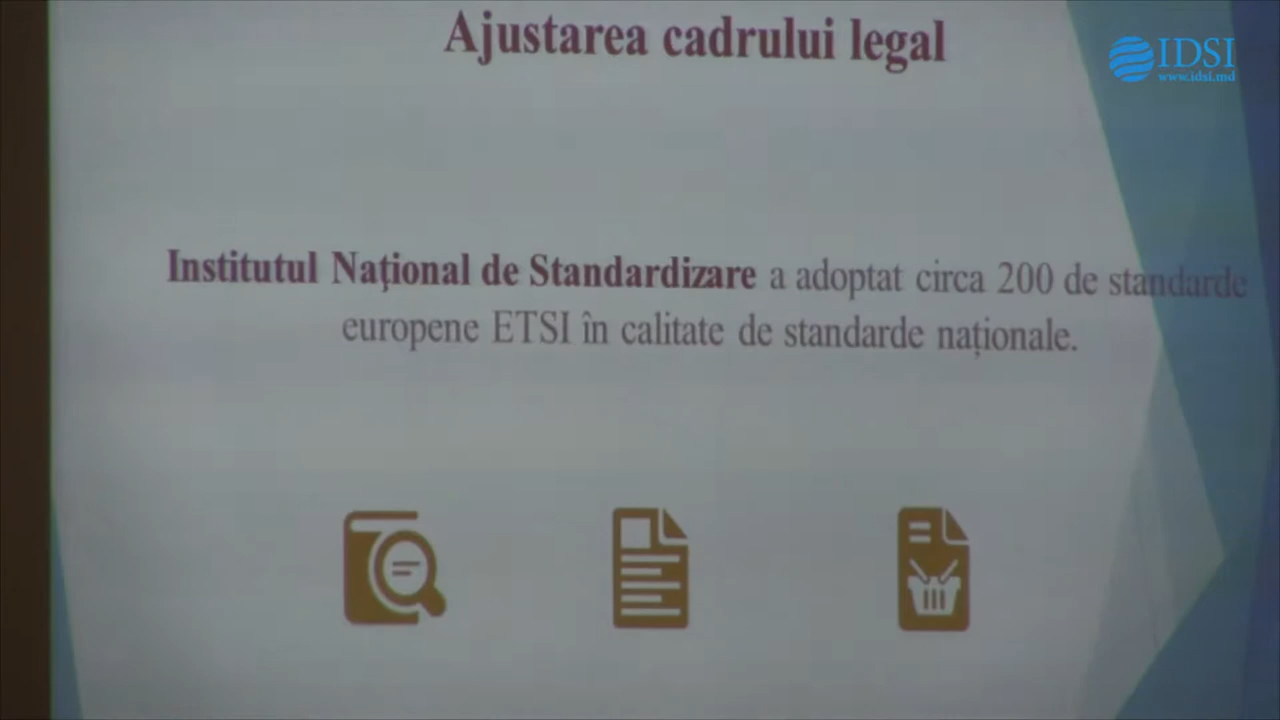 Ajustarea cadrului legal
IDSI
www.idsi.md
Institutul Național de Standardizare a adoptat circa 200 de standarde
europene ETSI în calitate de standarde naționale.